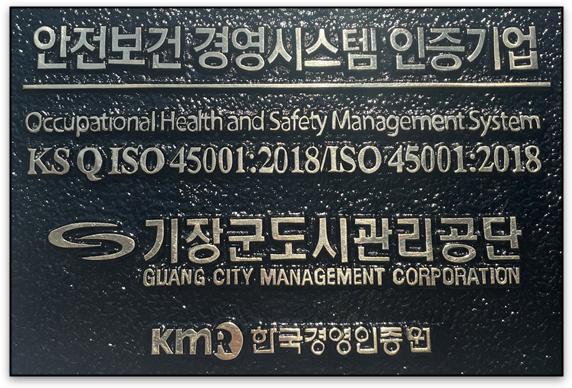 안전보건 경영시스템 인증기업
Occupational Health and Safety Management System
KS Q ISO 45001:2018/ISO 45001:2018
기장군도시관리공단
GIJANG CITY MANAGEMENT CORPORATION
KMR 한국경영인증원